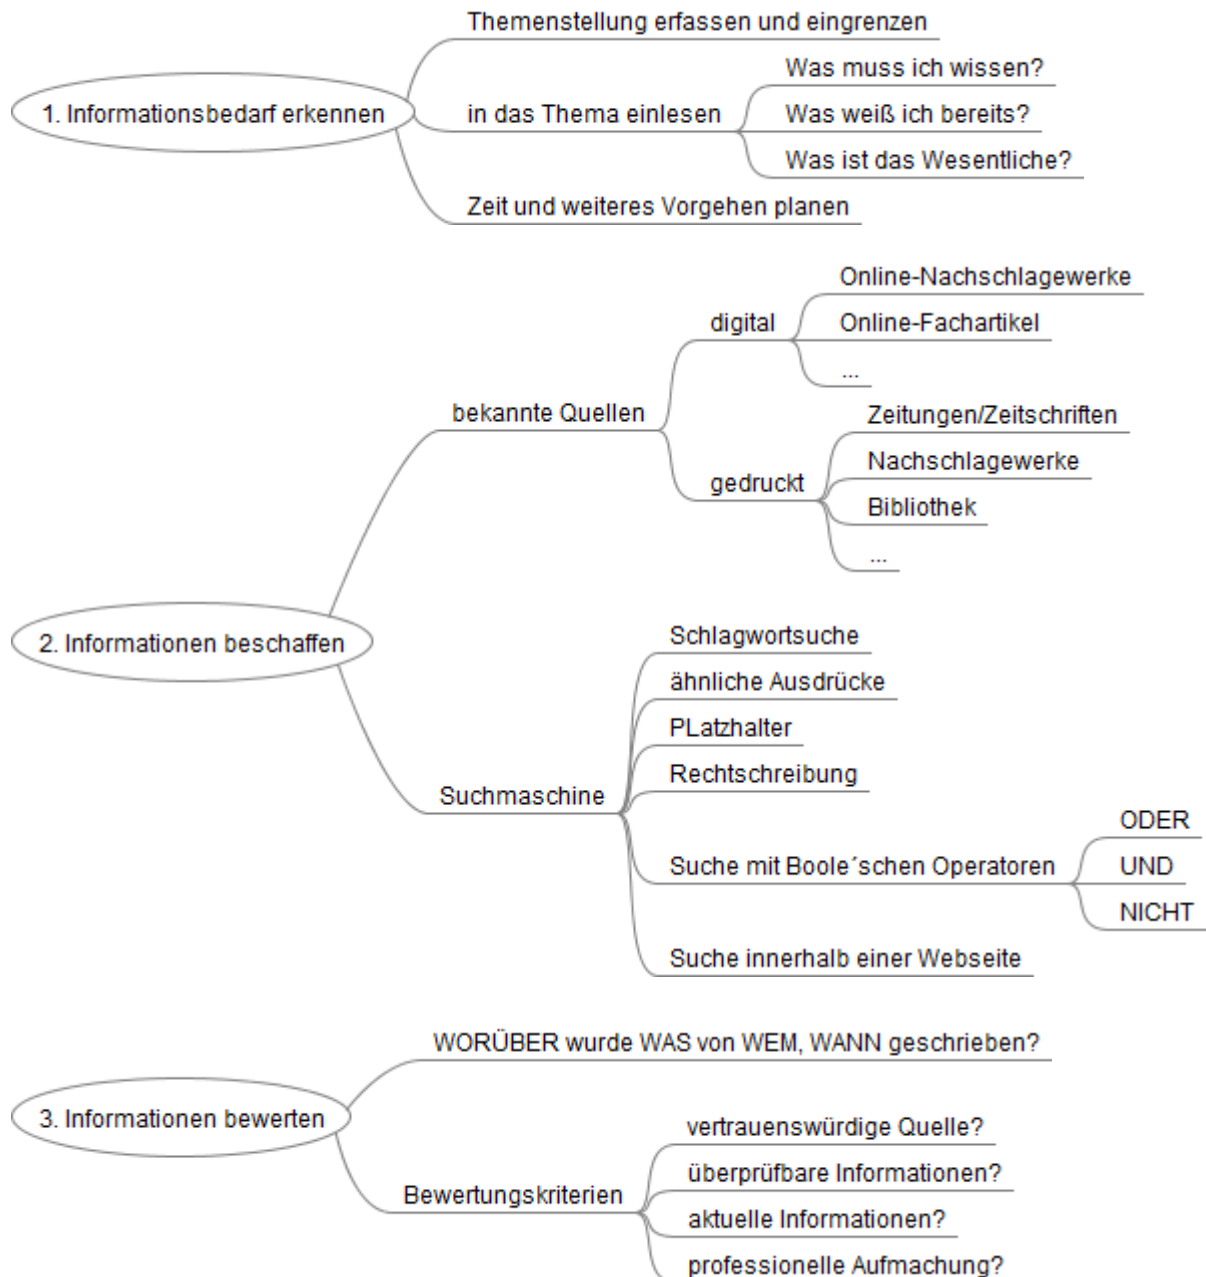 Themenstellung erfassen und eingrenzen
1. Informationsbedarf erkennen
in das Thema einlesen
Was muss ich wissen?
Was weiß ich bereits?
Was ist das Wesentliche?
Zeit und weiteres Vorgehen planen
2. Informationen beschaffen
bekannte Quellen
digital
Online-Nachschlagewerke
Online-Fachartikel
...
gedruckt
Zeitungen/Zeitschriften
Nachschlagewerke
Bibliothek
...
Suchmaschine
Schlagwortsuche
ähnliche Ausdrücke
PLatzhalter
Rechtschreibung
Suche mit Boole´schen Operatoren
ODER
UND
NICHT
Suche innerhalb einer Webseite
3. Informationen bewerten
WORÜBER wurde WAS von WEM, WANN geschrieben?
Bewertungskriterien
vertrauenswürdige Quelle?
überprüfbare Informationen?
aktuelle Informationen?
professionelle Aufmachung?